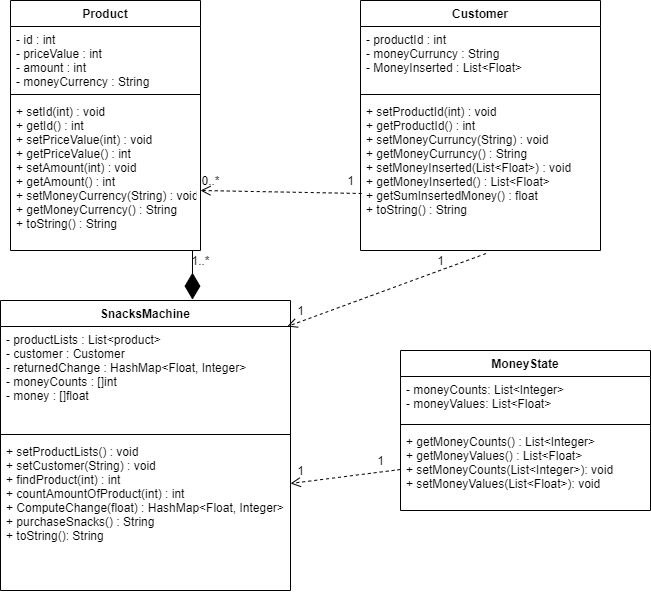 Product
- id : int
- priceValue : int
- amount : int
- moneyCurrency : String
+ setId(int) : void
+ getId() : int
+ setPriceValue(int) : void
+ getPriceValue() : int
+ setAmount(int) : void
+ getAmount() : int
+ setMoneyCurrency(String) : void
+ getMoneyCurrency() : String
+ toString() : String
Customer
- productId : int
- moneyCurruncy : String
- MoneyInserted : List<Float>
+ setProductId(int) : void
+ getProductId() : int
+ setMoneyCurruncy(String) : void
+ getMoneyCurruncy() : String
+ setMoneyInserted(List<Float>) : void
+ getMoneyInserted() : List<Float>
+ getSumInsertedMoney() : float
+ toString() : String
0..*
1
1..*
1
1
SnacksMachine
- productLists : List<product>
- customer : Customer
- returnedChange : HashMap<Float, Integer>
- moneyCounts : []int
- money : []float
+ setProductLists() : void
+ setCustomer(String) : void
+ findProduct(int) : int
+ countAmountOfProduct(int) : int
+ ComputeChange(float) : HashMap<Float, Integer>
+ purchaseSnacks() : String
+ toString(): String
1
1
MoneyState
- moneyCounts: List<Integer>
- moneyValues: List<Float>
+ getMoneyCounts() : List<Integer>
+ getMoneyValues() : List<Float>
+ setMoneyCounts(List<Integer>): void
+ setMoneyValues(List<Float>): void